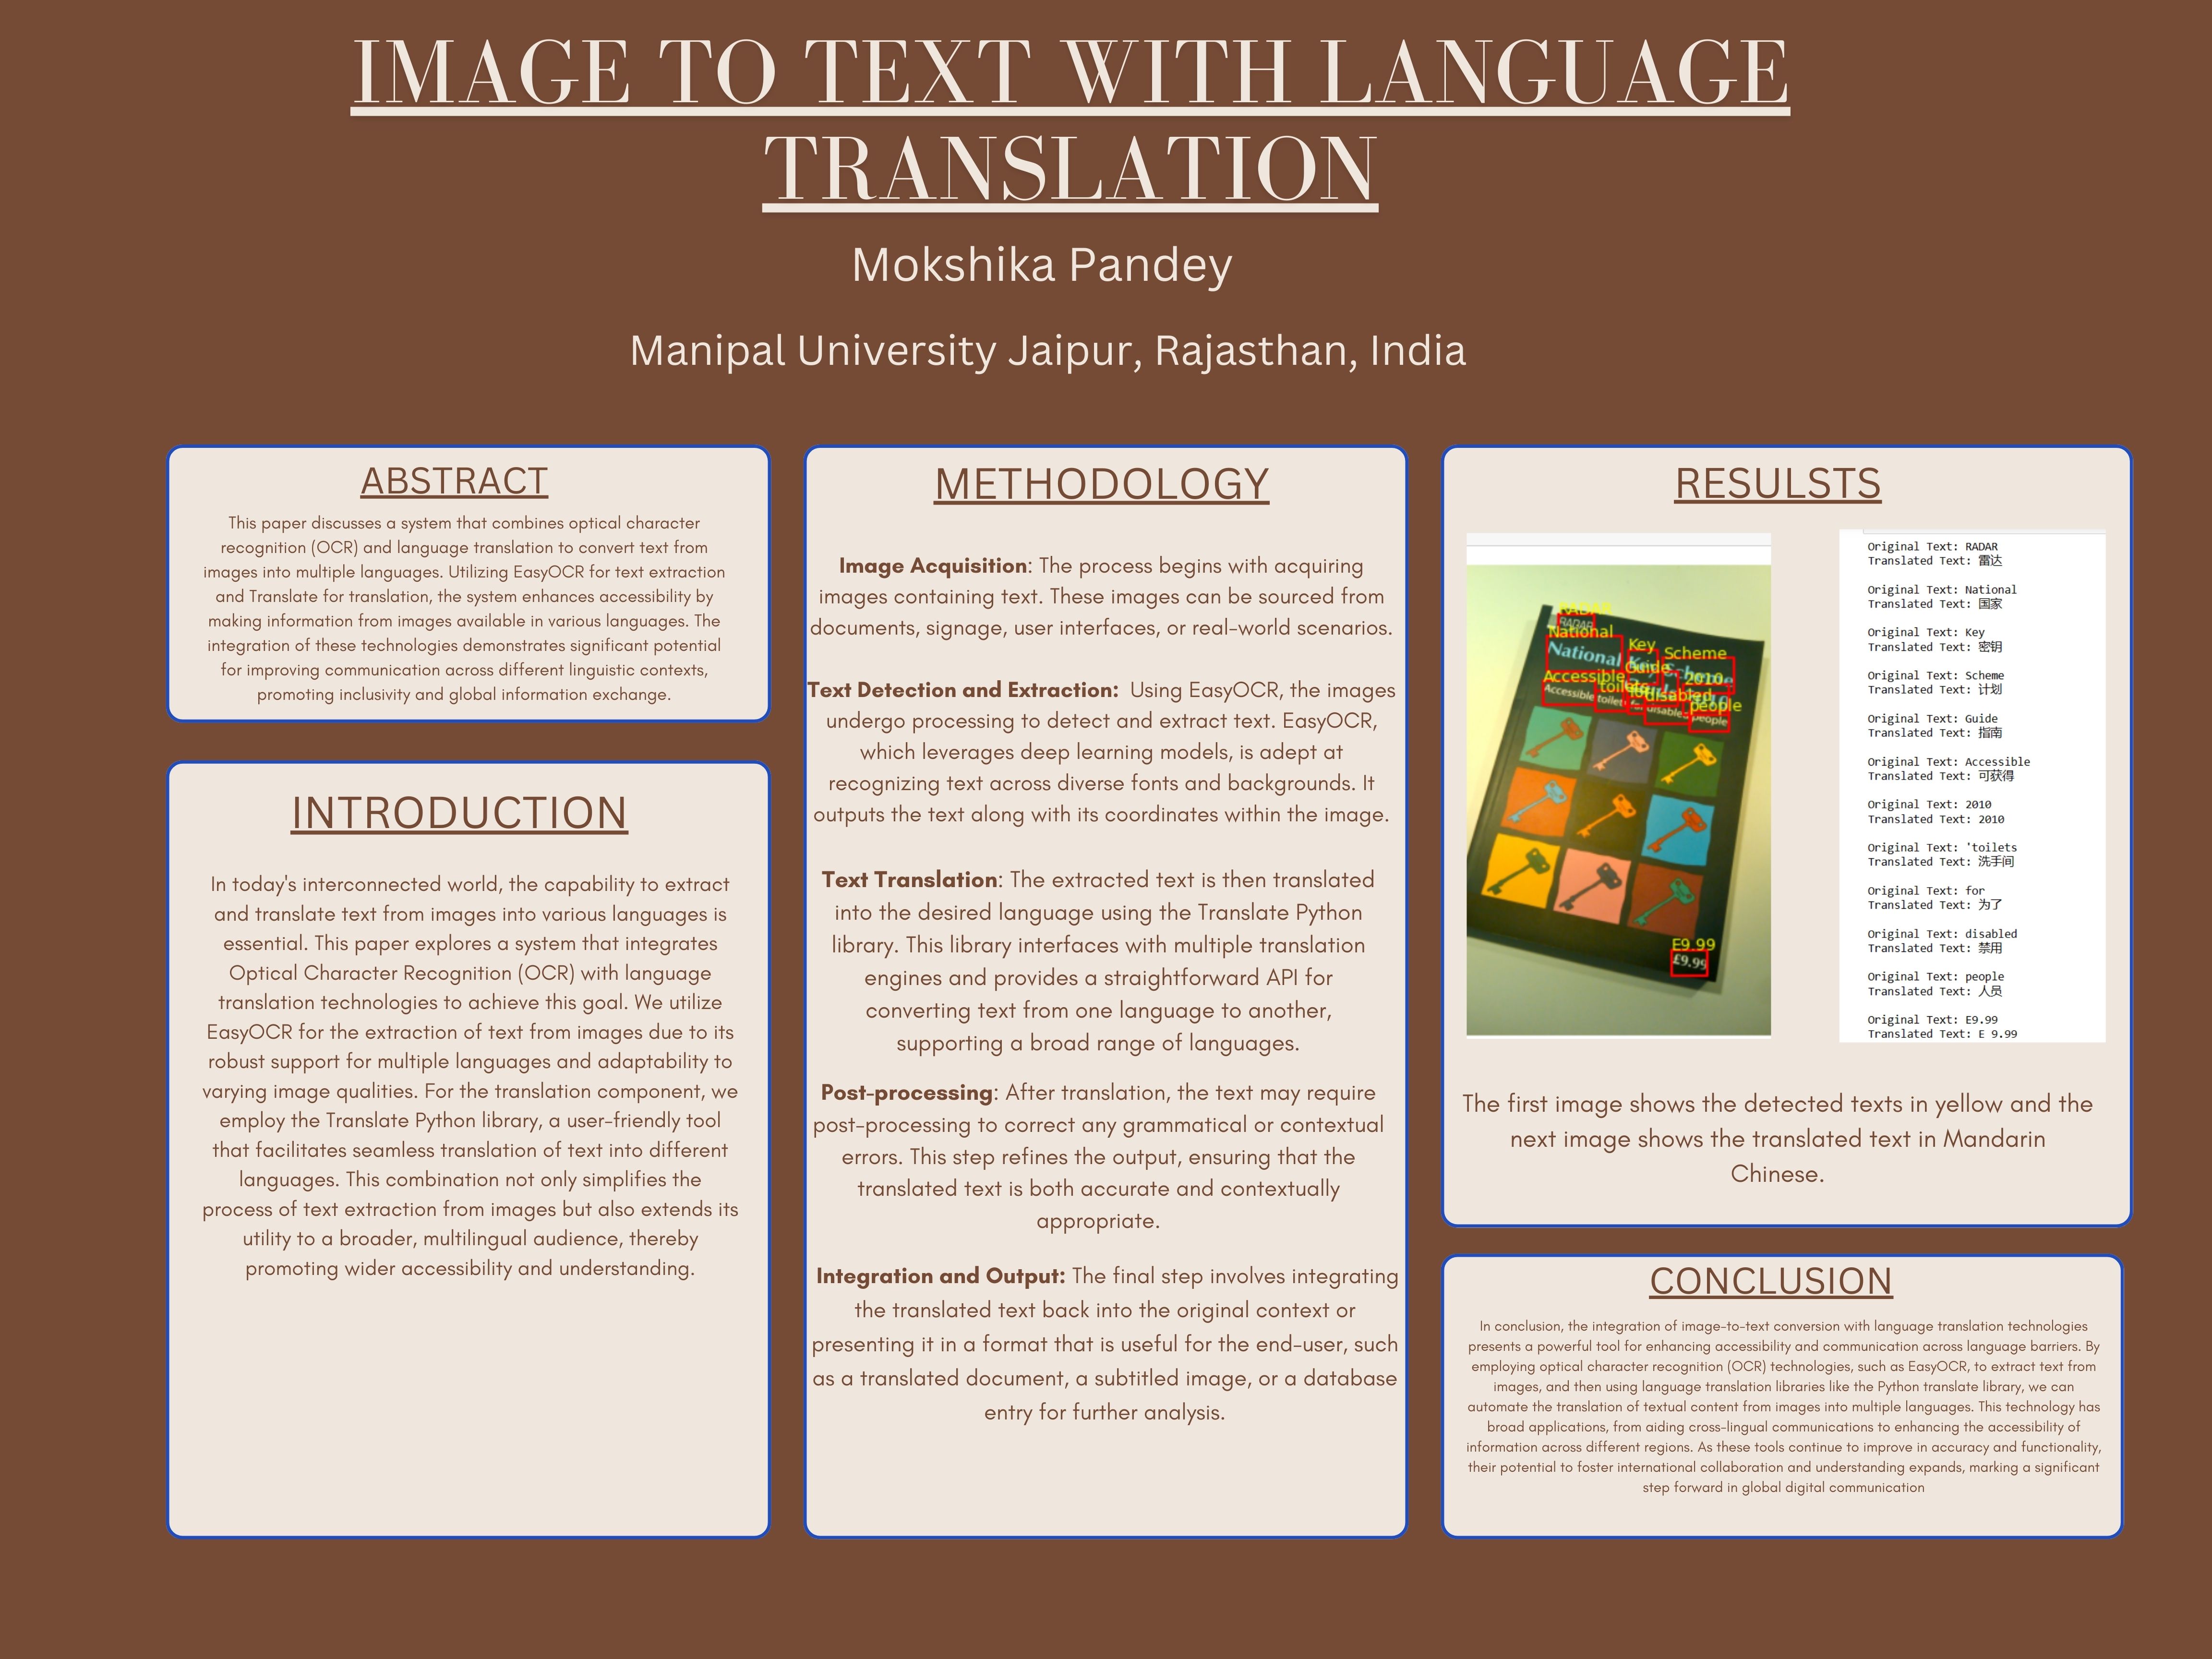 IMAGE TO TEXT WITH LANGUAGE
TRANSLATION
Mokshika Pandey
Manipal University Jaipur, Rajasthan, India
ABSTRACT
This paper discusses a system that combines optical character
recognition (OCR) and language translation to convert text from
images into multiple languages. Utilizing EasyOCR for text extraction
and Translate for translation, the system enhances accessibility by
making information from images available in various languages. The
integration of these technologies demonstrates significant potential
for improving communication across different linguistic contexts,
promoting inclusivity and global information exchange.
INTRODUCTION
In today's interconnected world, the capability to extract
and translate text from images into various languages is
essential. This paper explores a system that integrates
Optical Character Recognition (OCR) with language
translation technologies to achieve this goal. We utilize
EasyOCR for the extraction of text from images due to its
robust support for multiple languages and adaptability to
varying image qualities. For the translation component, we
employ the Translate Python library, a user-friendly tool
that facilitates seamless translation of text into different
languages. This combination not only simplifies the
process of text extraction from images but also extends its
utility to a broader, multilingual audience, thereby
promoting wider accessibility and understanding.
METHODOLOGY
Image Acquisition: The process begins with acquiring
images containing text. These images can be sourced from
documents, signage, user interfaces, or real-world scenarios.
Text Detection and Extraction: Using EasyOCR, the images
undergo processing to detect and extract text. EasyOCR,
which leverages deep learning models, is adept at
recognizing text across diverse fonts and backgrounds. It
outputs the text along with its coordinates within the image.
Text Translation: The extracted text is then translated
into the desired language using the Translate Python
library. This library interfaces with multiple translation
engines and provides a straightforward API for
converting text from one language to another,
supporting a broad range of languages.
Post-processing: After translation, the text may require
post-processing to correct any grammatical or contextual
errors. This step refines the output, ensuring that the
translated text is both accurate and contextually
appropriate.
Integration and Output: The final step involves integrating
the translated text back into the original context or
presenting it in a format that is useful for the end-user, such
as a translated document, a subtitled image, or a database
entry for further analysis.
RESULSTS
RADAR
RADAR
National
Key
Scheme
National Key Scheme
Guide
2010
Accessible
toilets
for
disabled
people
Accessible toilets for disabled people
E9.99
£9.99
Original Text: RADAR
Translated Text: 雷达
Original Text: National
Translated Text: 国家
Original Text: Key
Translated Text: 密钥
Original Text: Scheme
Translated Text: 计划
Original Text: Guide
Translated Text: 指南
Original Text: Accessible
Translated Text: 可获得
Original Text: 2010
Translated Text: 2010
Original Text: 'toilets
Translated Text: 洗手间
Original Text: for
Translated Text: 为了
Original Text: disabled
Translated Text: 禁用
Original Text: people
Translated Text: 人员
Original Text: E9.99
Translated Text: E 9.99
The first image shows the detected texts in yellow and the
next image shows the translated text in Mandarin
Chinese.
CONCLUSION
In conclusion, the integration of image-to-text conversion with language translation technologies
presents a powerful tool for enhancing accessibility and communication across language barriers. By
employing optical character recognition (OCR) technologies, such as EasyOCR, to extract text from
images, and then using language translation libraries like the Python translate library, we can
automate the translation of textual content from images into multiple languages. This technology has
broad applications, from aiding cross-lingual communications to enhancing the accessibility of
information across different regions. As these tools continue to improve in accuracy and functionality,
their potential to foster international collaboration and understanding expands, marking a significant
step forward in global digital communication